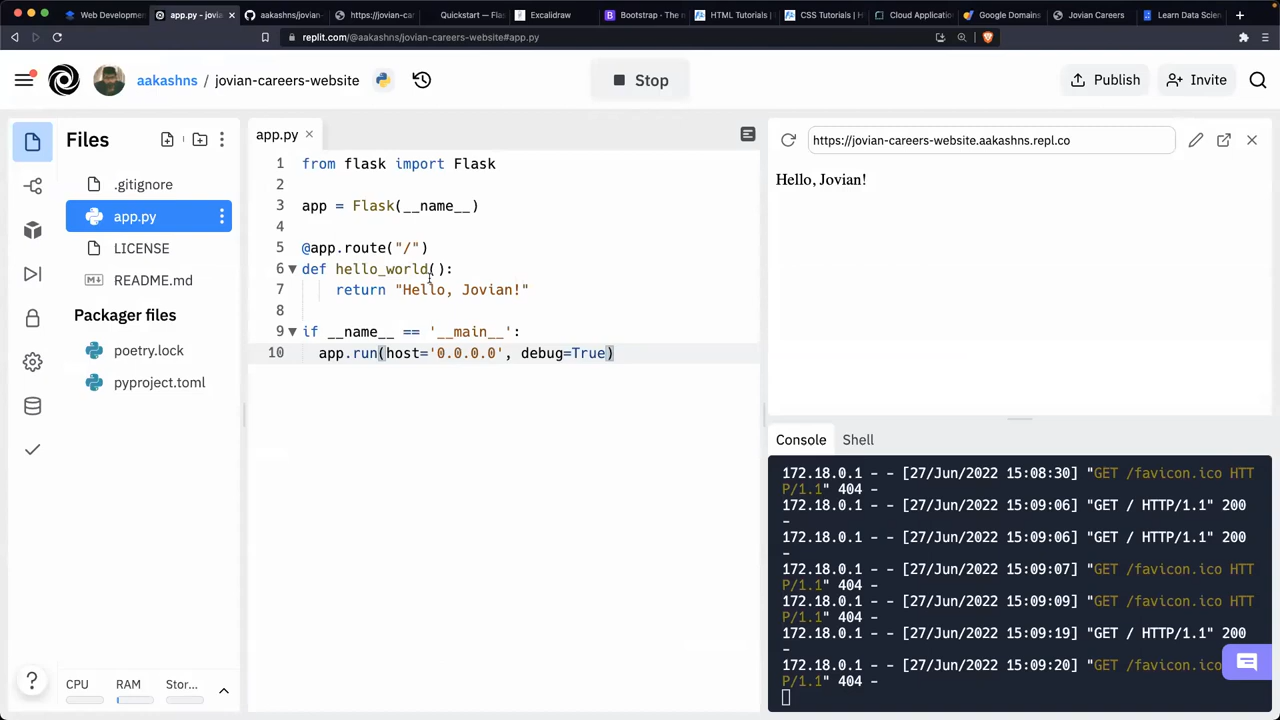 Web Developmen
app.py - jovia
aakashns/jovian-
https://jovian-car
Quickstart — Flas
Excalidraw
Bootstrap - The m
HTML Tutorials |
CSS Tutorials |
Cloud Application
Google Domains
Jovian Careers
Learn Data Scien
replit.com/@aakashns/jovian-careers-website#app.py
aakashns / jovian-careers-website
Stop
Publish
Invite
Files
.gitignore
app.py
LICENSE
README.md
Packager files
poetry.lock
pyproject.toml
CPU
RAM
Stor...
app.py
1 from flask import Flask
2
3 app = Flask(__name__)
4
5 @app.route("/")
6 def hello_world():
7 return "Hello, Jovian!"
8
9 if __name__ == '__main__':
10 app.run(host='0.0.0.0', debug=True)
https://jovian-careers-website.aakashns.repl.co
Hello, Jovian!
Console
Shell
172.18.0.1 - - [27/Jun/2022 15:08:30] "GET /favicon.ico HTT
P/1.1" 404 -
172.18.0.1 - - [27/Jun/2022 15:09:06] "GET / HTTP/1.1" 200
-
172.18.0.1 - - [27/Jun/2022 15:09:06] "GET / HTTP/1.1" 200
-
172.18.0.1 - - [27/Jun/2022 15:09:07] "GET /favicon.ico HTT
P/1.1" 404 -
172.18.0.1 - - [27/Jun/2022 15:09:09] "GET /favicon.ico HTT
P/1.1" 404 -
172.18.0.1 - - [27/Jun/2022 15:09:19] "GET / HTTP/1.1" 200
-
172.18.0.1 - - [27/Jun/2022 15:09:20] "GET /favicon.ico
P/1.1" 404 -